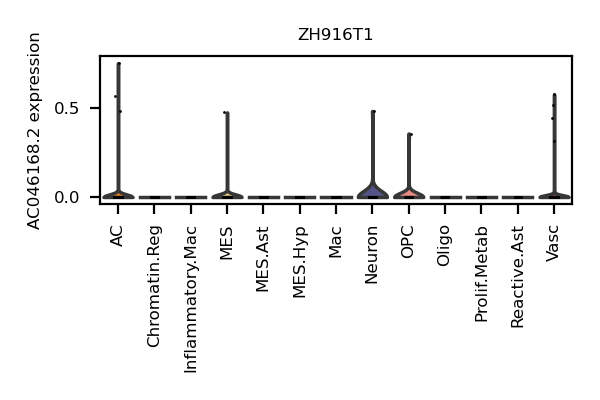 ZH916T1
AC046168.2 expression
0.5
0.0
AC
Chromatin.Reg
Inflammatory.Mac
MES
MES.Ast
MES.Hyp
Mac
Neuron
OPC
Oligo
Prolif.Metab
Reactive.Ast
Vasc